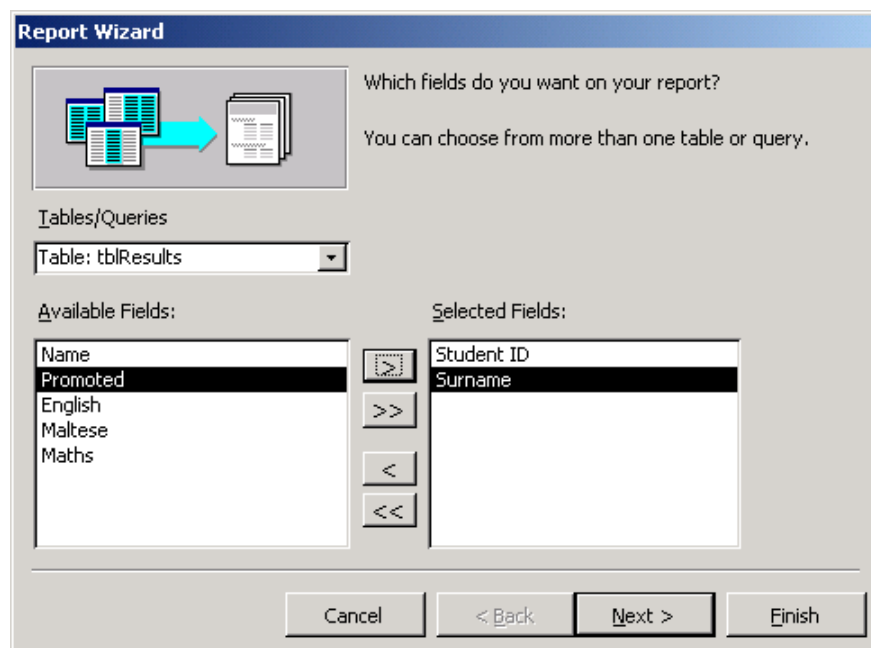 Report Wizard
Which fields do you want on your report?
You can choose from more than one table or query.
Tables/Queries
Table: tblResults
Available Fields:
Selected Fields:
Name
Promoted
English
Maltese
Maths
>
>>
<
<<
Student ID
Surname
Cancel
< Back
Next >
Finish